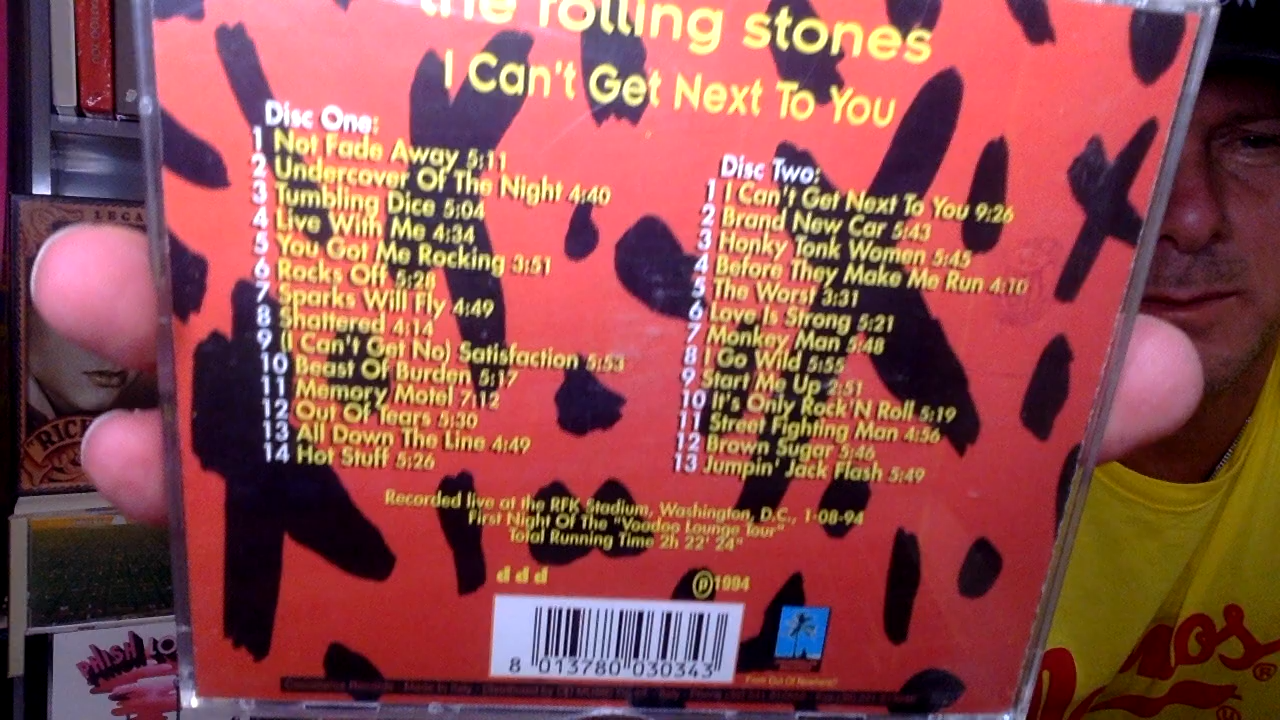 the rolling stones
I Can't Get Next To You
Disc One:
1 Not Fade Away 5:11
2 Undercover Of The Night 4:40
3 Tumbling Dice 5:04
4 Live With Me 4:34
5 You Got Me Rocking 3:51
6 Rocks Off 5:28
7 Sparks Will Fly 4:49
8 Shattered 4:14
9 (I Can't Get No) Satisfaction 5:53
10 Beast Of Burden 5:17
11 Memory Motel 7:12
12 Out Of Tears 5:30
13 All Down The Line 4:49
14 Hot Stuff 5:26
Disc Two:
1 I Can't Get Next To You 9:26
2 Brand New Car 5:43
3 Honky Tonk Women 5:45
4 Before They Make Me Run 4:10
5 The Worst 3:31
6 Love Is Strong 5:21
7 Monkey Man 5:48
8 I Go Wild 5:55
9 Start Me Up 2:51
10 It's Only Rock'N Roll 5:19
11 Street Fighting Man 4:56
12 Brown Sugar 5:46
13 Jumpin' Jack Flash 5:49
Recorded live at the RFK Stadium, Washington, D.C., 1-08-94
First Night Of The "Voodoo Lounge Tour"
Total Running Time 2h 22' 24"
d d d
℗1994
8 013780 030343
From Out Of Nowhere?
LEGA
RIC
PHISH LO
os®